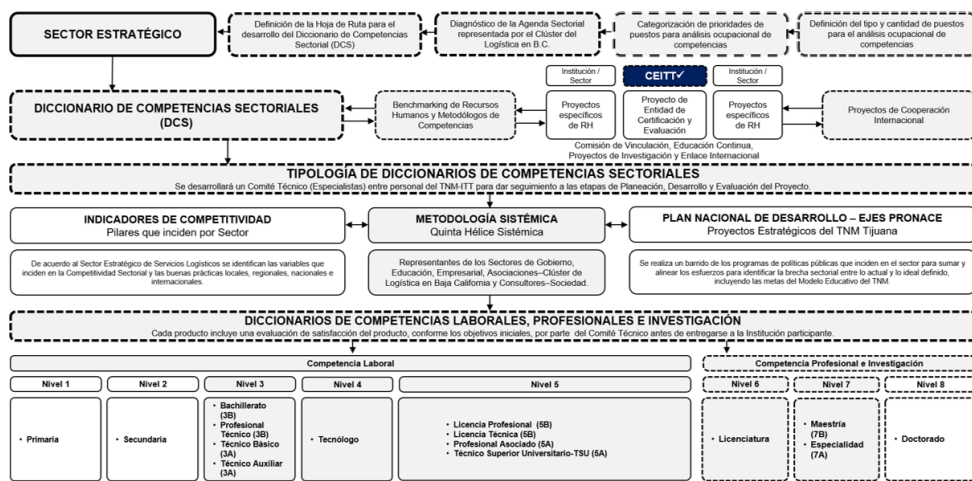 SECTOR ESTRATÉGICO
Definición de la Hoja de Ruta para el
desarrollo del Diccionario de Competencias
Sectorial (DCS)
Diagnóstico de la Agenda Sectorial
representada por el Clúster del
Logística en B.C.
Categorización de prioridades de
puestos para análisis ocupacional de
competencias
Definición del tipo y cantidad de puestos
para el análisis ocupacional de
competencias
DICCIONARIO DE COMPETENCIAS SECTORIALES
(DCS)
Benchmarking de Recursos
Humanos y Metodólogos de
Competencias
Institución /
Sector
CEITT✓
Institución /
Sector
Proyectos
específicos
de RH
Proyecto de
Entidad de
Certificación y
Evaluación
Proyectos
específicos
de RH
Proyectos de Cooperación
Internacional
Comisión de Vinculación, Educación Continua,
Proyectos de Investigación y Enlace Internacional
TIPOLOGÍA DE DICCIONARIOS DE COMPETENCIAS SECTORIALES
Se desarrollará un Comité Técnico (Especialistas) entre personal del TNM-ITT para dar seguimiento a las etapas de Planeación, Desarrollo y Evaluación del Proyecto.
INDICADORES DE COMPETITIVIDAD
Pilares que inciden por Sector
METODOLOGÍA SISTÉMICA
Quinta Hélice Sistémica
PLAN NACIONAL DE DESARROLLO – EJES PRONACE
Proyectos Estratégicos del TNM Tijuana
De acuerdo al Sector Estratégico de Servicios Logísticos se identifican las variables que
inciden en la Competitividad Sectorial y las buenas prácticas locales, regionales, nacionales e
internacionales.
Representantes de los Sectores de Gobierno,
Educación, Empresarial, Asociaciones–Clúster de
Logística en Baja California y Consultores–Sociedad.
Se realiza un barrido de los programas de políticas públicas que inciden en el sector para sumar y
alinear los esfuerzos para identificar la brecha sectorial entre lo actual y lo ideal definido,
incluyendo las metas del Modelo Educativo del TNM.
DICCIONARIOS DE COMPETENCIAS LABORALES, PROFESIONALES E INVESTIGACIÓN
Cada producto incluye una evaluación de satisfacción del producto, conforme los objetivos iniciales, por parte del Comité Técnico antes de entregarse a la Institución participante.
Competencia Laboral
Competencia Profesional e Investigación
Nivel 1
Nivel 2
Nivel 3
Nivel 4
Nivel 5
Nivel 6
Nivel 7
Nivel 8
• Primaria
• Secundaria
• Bachillerato
(3B)
• Profesional
Técnico (3B)
• Técnico Básico
(3A)
• Técnico Auxiliar
(3A)
• Tecnólogo
• Licencia Profesional (5B)
• Licencia Técnica (5B)
• Profesional Asociado (5A)
• Técnico Superior Universitario-TSU (5A)
• Licenciatura
• Maestría
(7B)
• Especialidad
(7A)
• Doctorado